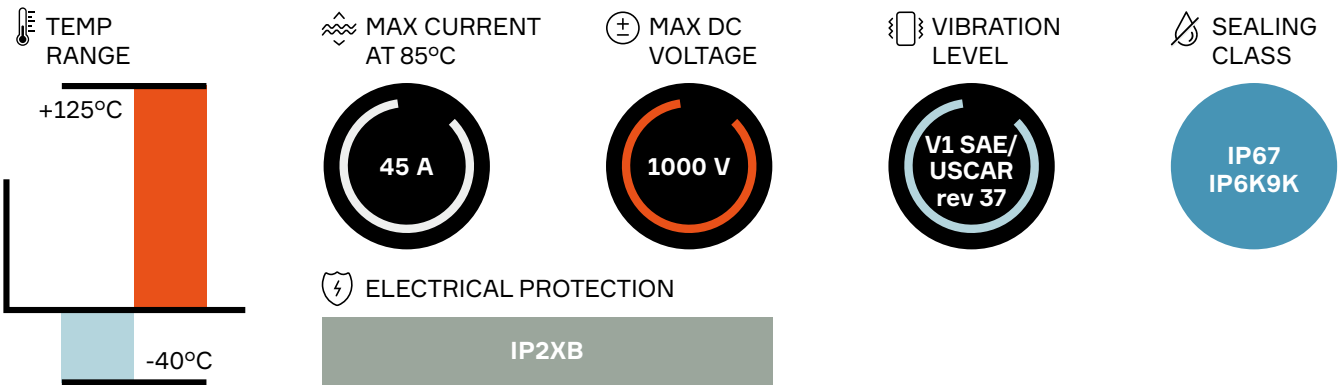 TEMP
RANGE
+125°C
-40°C
MAX CURRENT
AT 85°C
45 A
MAX DC
VOLTAGE
1000 V
VIBRATION
LEVEL
V1 SAE/
USCAR
rev 37
SEALING
CLASS
IP67
IP6K9K
ELECTRICAL PROTECTION
IP2XB